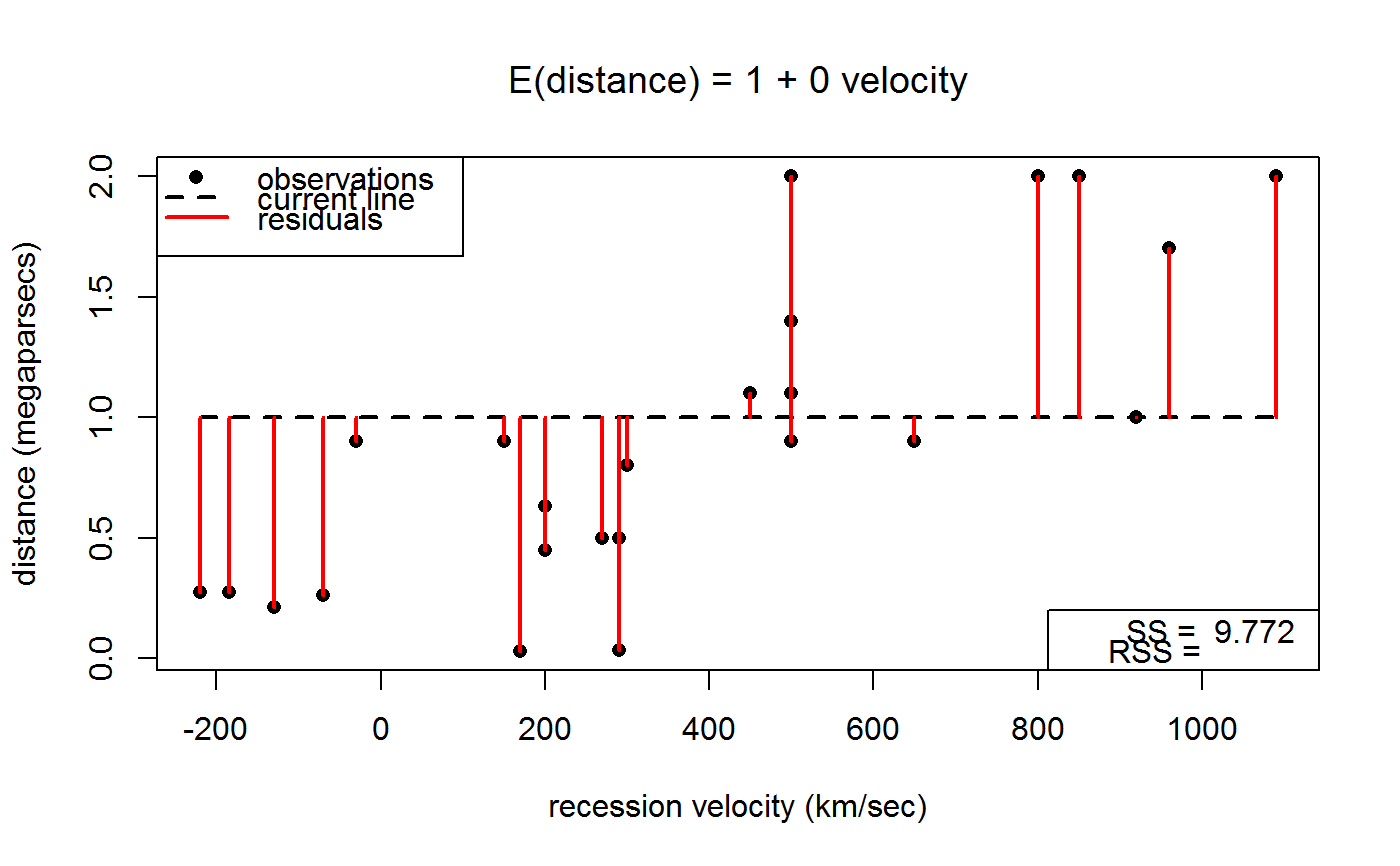 E(distance) = 1 + 0 velocity
observations
current line
residuals
distance (megaparsecs)
2.0
1.5
1.0
0.5
0.0
SS = 9.772
RSS =
-200 0 200 400 600 800 1000
recession velocity (km/sec)